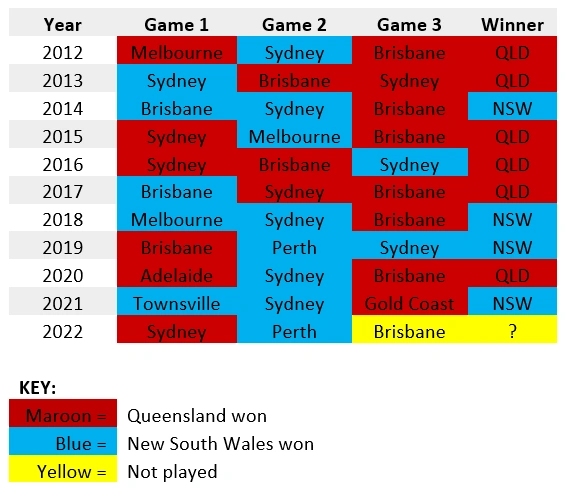 Year Game 1 Game 2 Game 3 Winner
2012 Melbourne Sydney Brisbane QLD
2013 Sydney Brisbane Sydney QLD
2014 Brisbane Sydney Brisbane NSW
2015 Sydney Melbourne Brisbane QLD
2016 Sydney Brisbane Sydney QLD
2017 Brisbane Sydney Brisbane QLD
2018 Melbourne Sydney Brisbane NSW
2019 Brisbane Perth Sydney NSW
2020 Adelaide Sydney Brisbane QLD
2021 Townsville Sydney Gold Coast NSW
2022 Sydney Perth Brisbane ?
KEY:
Maroon = Queensland won
Blue = New South Wales won
Yellow = Not played